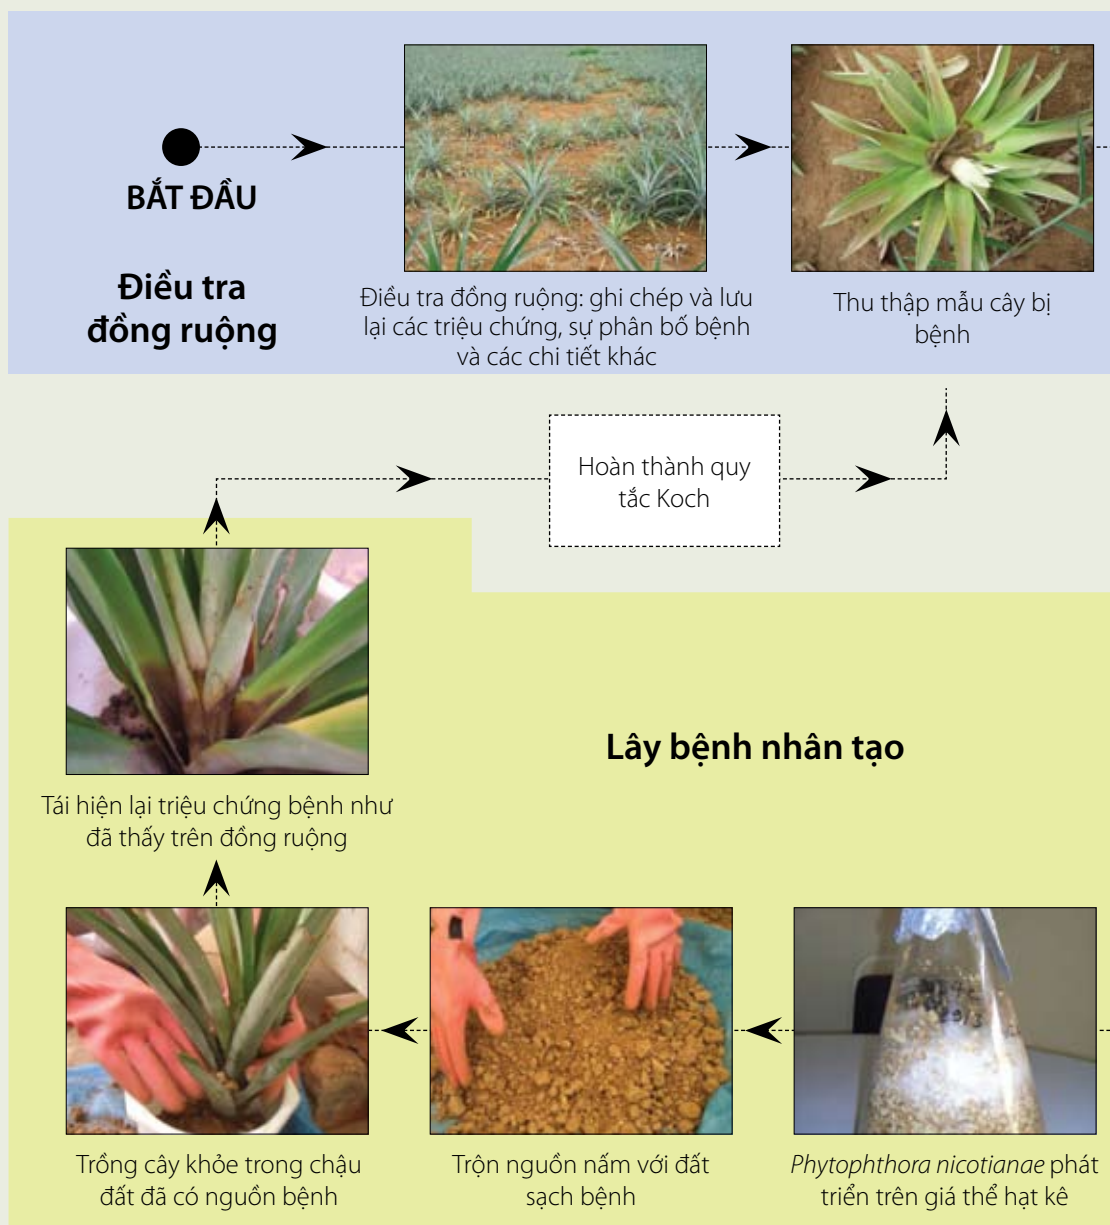 BẮT ĐẦU
Điều tra
đồng ruộng
Điều tra đồng ruộng: ghi chép và lưu
lại các triệu chứng, sự phân bố bệnh
và các chi tiết khác
Thu thập mẫu cây bị
bệnh
Hoàn thành quy
tắc Koch
Lây bệnh nhân tạo
Tái hiện lại triệu chứng bệnh như
đã thấy trên đồng ruộng
Trồng cây khỏe trong chậu
đất đã có nguồn bệnh
Trộn nguồn nấm với đất
sạch bệnh
Phytophthora nicotianae phát
triển trên giá thể hạt kê